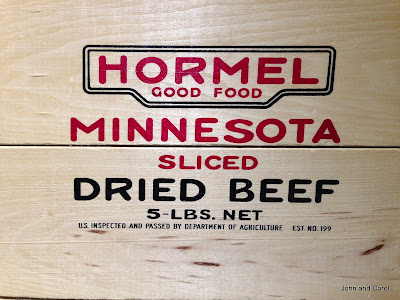 HORMEL
GOOD FOOD
MINNESOTA
SLICED
DRIED BEEF
5-LBS. NET
U.S. INSPECTED AND PASSED BY DEPARTMENT OF AGRICULTURE EST. NO. 199
John and Carol